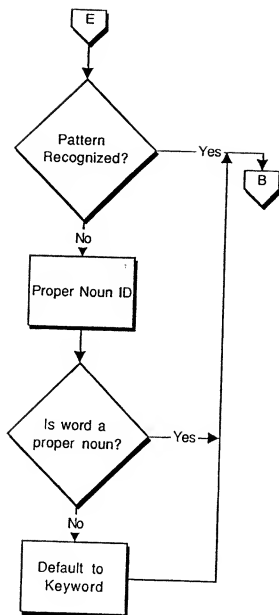 E
Pattern
Recognized?
Yes
B
No
Proper Noun ID
Is word a
proper noun?
Yes
No
Default to
Keyword